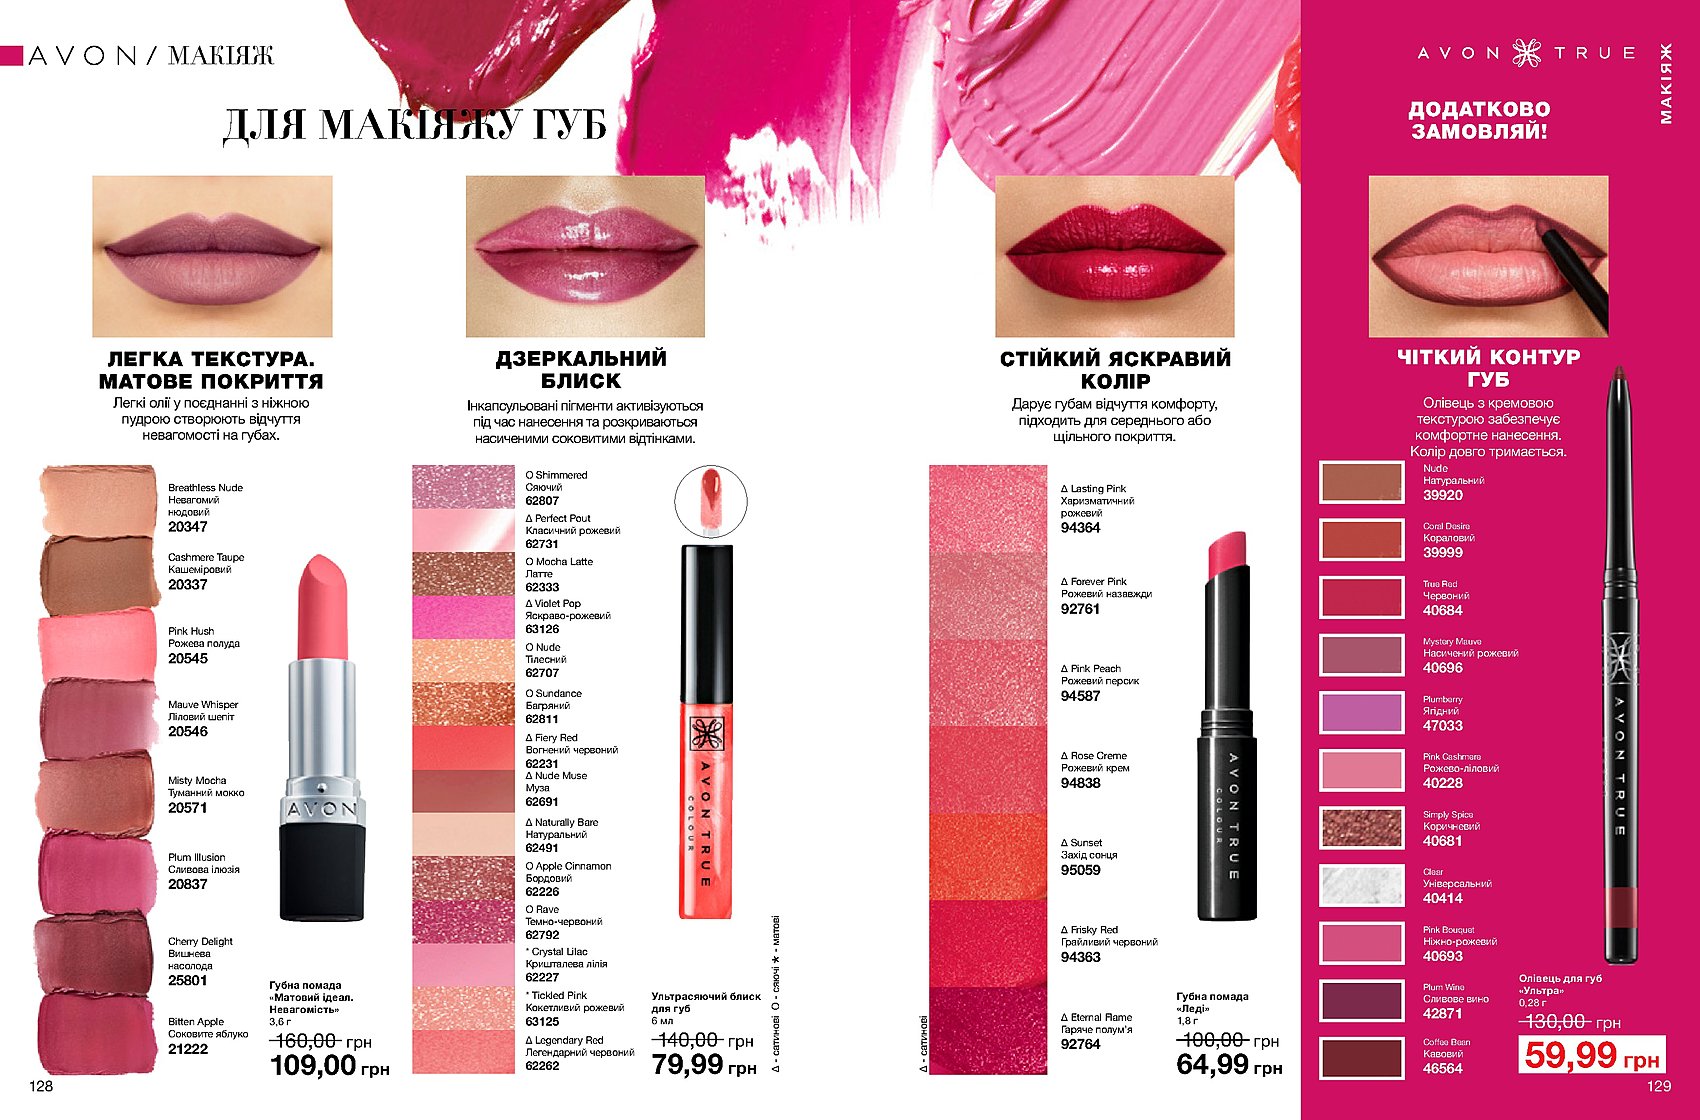 AVON / МАКІЯЖ
ДЛЯ МАКІЯЖУ ГУБ
ЛЕГКА ТЕКСТУРА.
МАТОВЕ ПОКРИТТЯ
Легкі олії у поєднанні з ніжною
пудрою створюють відчуття
невагомості на губах.
Breathless Nude
Невагомий
нюдовий
20347
Cashmere Taupe
Кашеміровий
20337
Pink Hush
Рожева полуда
20545
Mauve Whisper
Ліловий шепіт
20546
Misty Mocha
Туманний мокко
20571
Plum Illusion
Сливова ілюзія
20837
Cherry Delight
Вишнева
насолода
25801
Bitten Apple
Соковите яблуко
21222
AVON
Губна помада
«Матовий ідеал.
Невагомість»
3,6 г
160,00 грн
109,00 грн
128
ДЗЕРКАЛЬНИЙ
БЛИСК
Інкапсульовані пігменти активізуються
під час нанесення та розкриваються
насиченими соковитими відтінками.
О Shimmered
Сяючий
62807
Δ Perfect Pout
Класичний рожевий
62731
О Mocha Latte
Латте
62333
Δ Violet Pop
Яскраво-рожевий
63126
О Nude
Тілесний
62707
О Sundance
Багряний
62811
Δ Fiery Red
Вогнений червоний
62231
Δ Nude Muse
Муза
62691
Δ Naturally Bare
Натуральний
62491
О Apple Cinnamon
Бордовий
62226
О Rave
Темно-червоний
62792
* Crystal Lilac
Кришталева лілія
62227
* Tickled Pink
Кокетливий рожевий
63125
Δ Legendary Red
Легендарний червоний
62262
AVON TRUE
COLOUR
Ультрасяючий блиск
для губ
6 мл
140,00 грн
79,99 грн
Δ - сатинові О - сяючі * - матові
СТІЙКИЙ ЯСКРАВИЙ
КОЛІР
Дарує губам відчуття комфорту,
підходить для середнього або
щільного покриття.
Δ Lasting Pink
Харизматичний
рожевий
94364
Δ Forever Pink
Рожевий назавжди
92761
Δ Pink Peach
Рожевий персик
94587
Δ Rose Creme
Рожевий крем
94838
Δ Sunset
Захід сонця
95059
Δ Frisky Red
Грайливий червоний
94363
Δ Eternal Flame
Гаряче полум'я
92764
Δ - сатинові
AVON TRUE
COLOUR
Губна помада
«Леді»
1,8 г
100,00 грн
64,99 грн
AVON TRUE
МАКІЯЖ
ДОДАТКОВО
ЗАМОВЛЯЙ!
ЧІТКИЙ КОНТУР
ГУБ
Олівець з кремовою
текстурою забезпечує
комфортне нанесення.
Колір довго тримається.
Nude
Натуральний
39920
Coral Desire
Кораловий
39999
True Red
Червоний
40684
Mystery Mauve
Насичений рожевий
40696
Plumberry
Ягідний
47033
Pink Cashmere
Рожево-ліловий
40228
Simply Spice
Коричневий
40681
Clear
Універсальний
40414
Pink Bouquet
Ніжно-рожевий
40693
Plum Wine
Сливове вино
42871
Coffee Bean
Кавовий
46564
AVON TRUE
Олівець для губ
«Ультра»
0,28 г
130,00 грн
59,99 грн
129